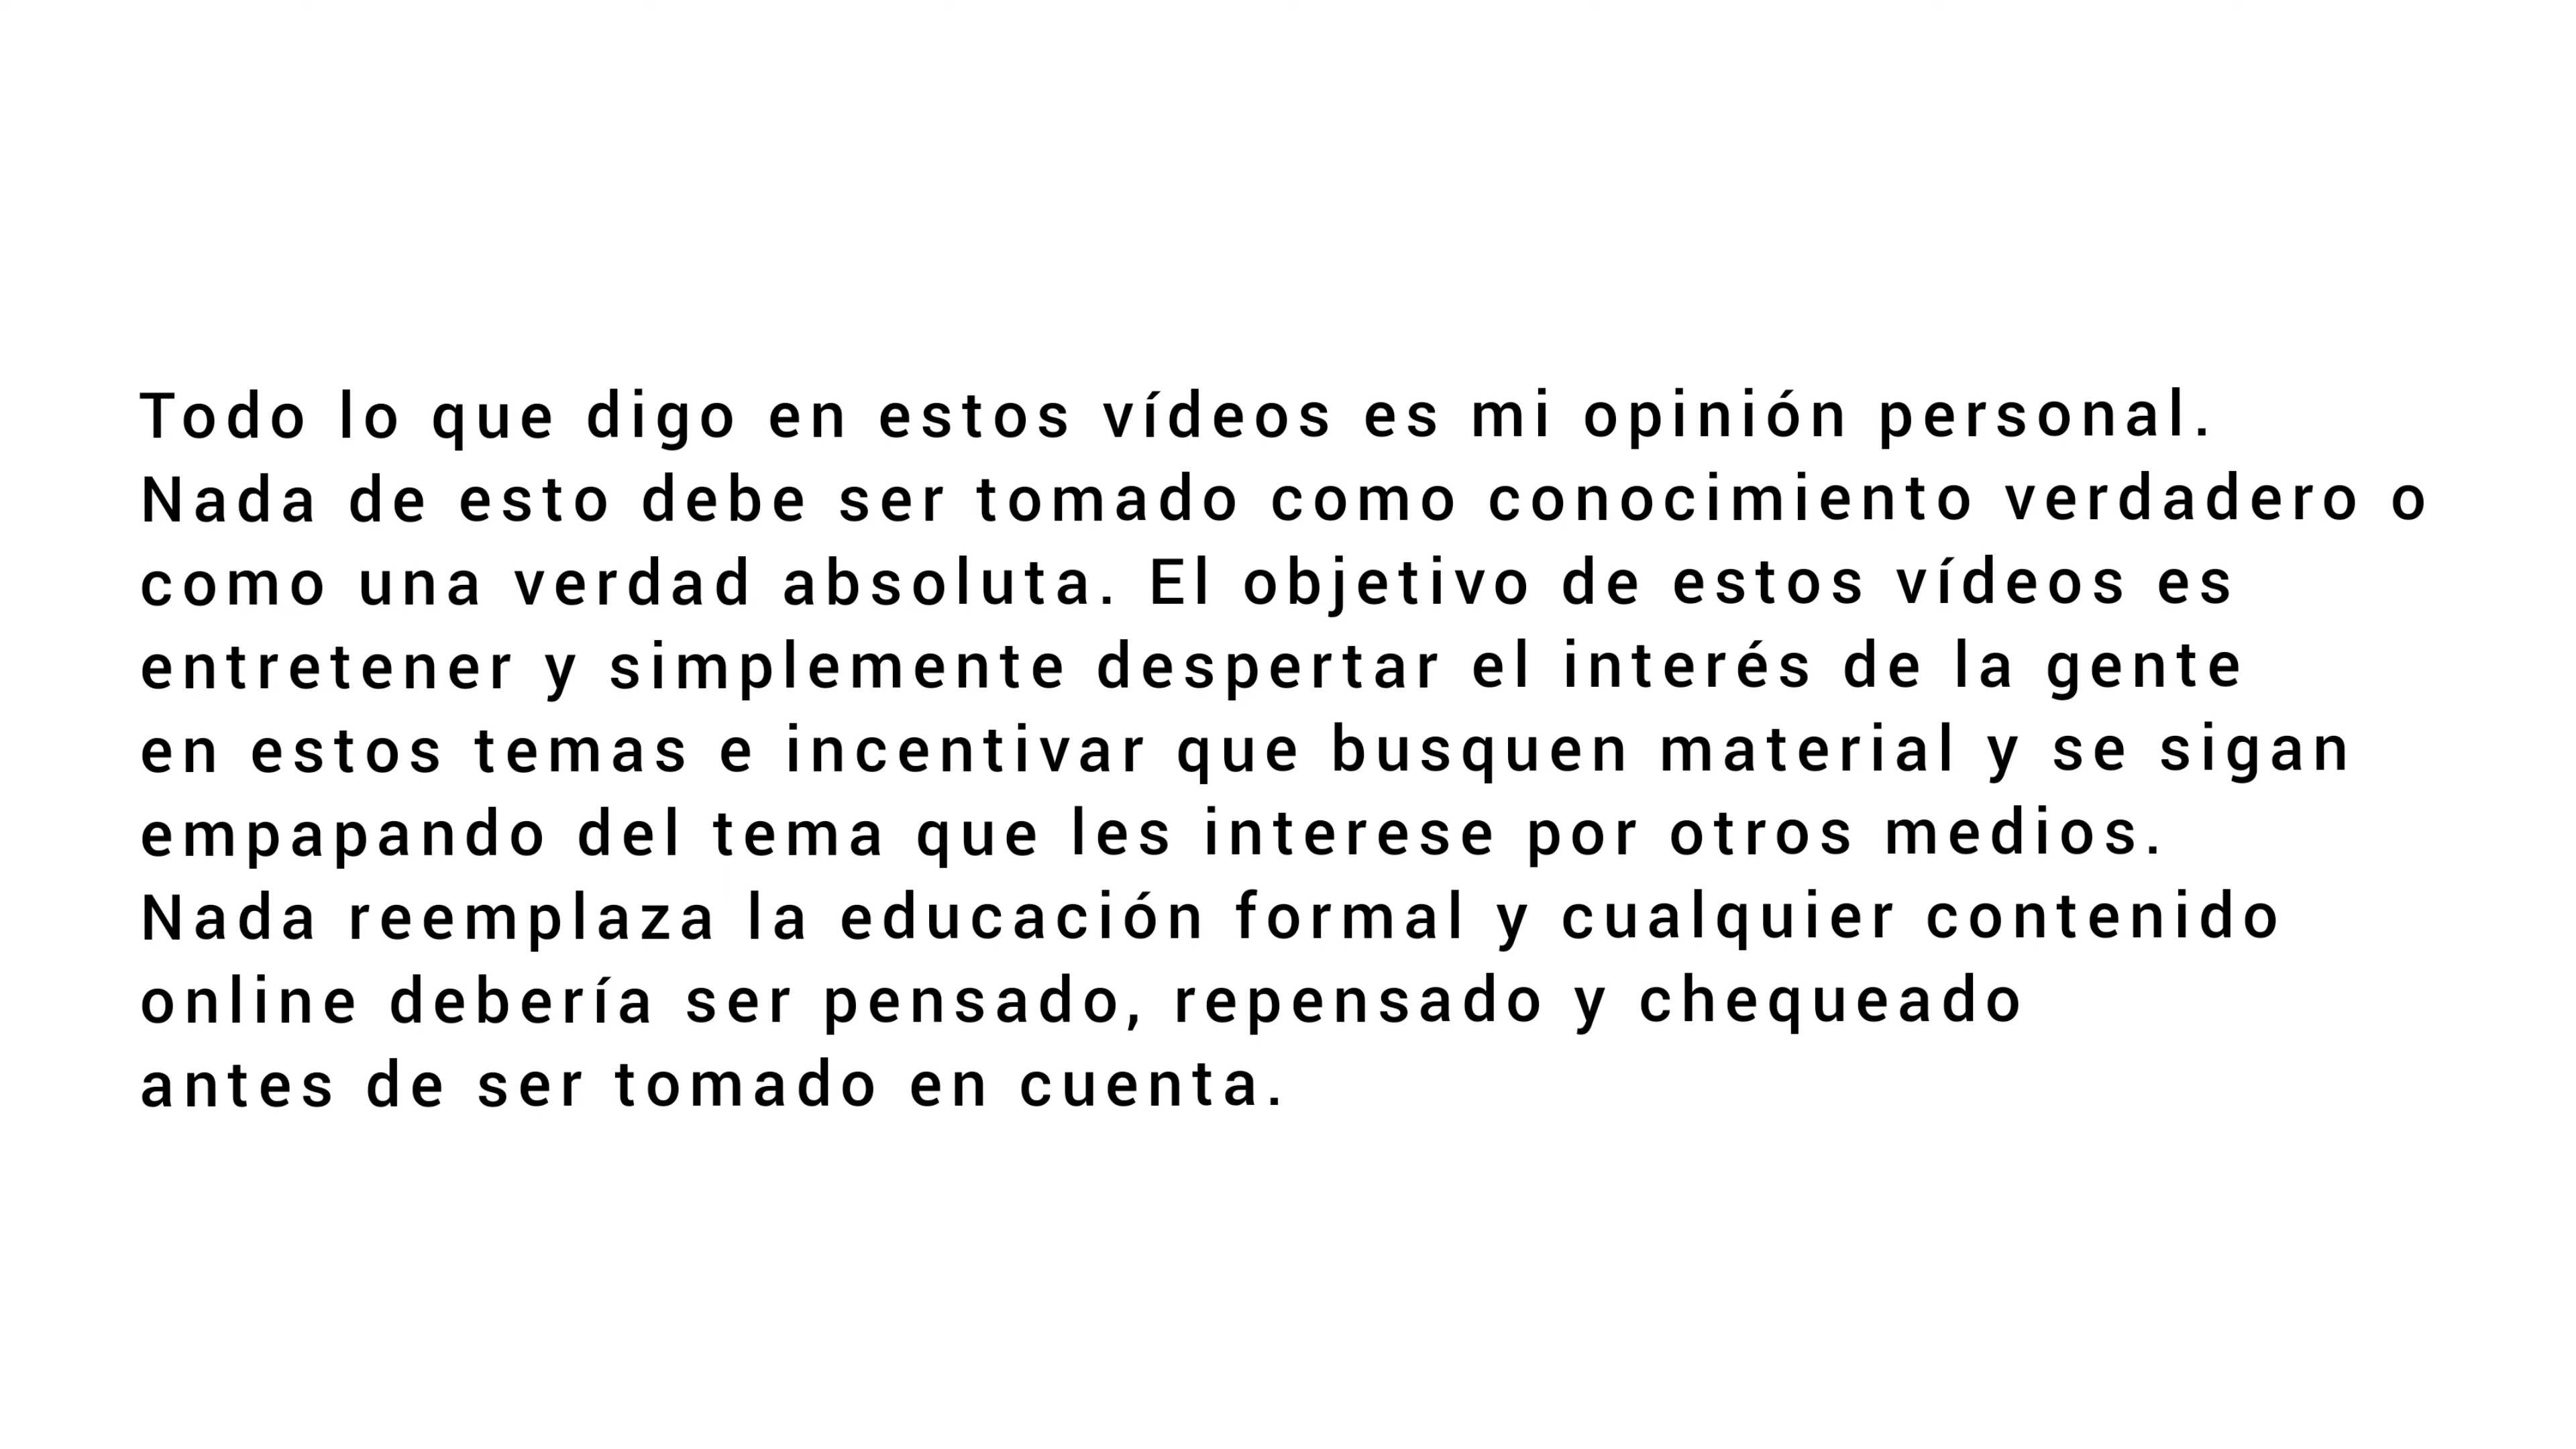 Todo lo que digo en estos vídeos es mi opinión personal.
Nada de esto debe ser tomado como conocimiento verdadero o
como una verdad absoluta. El objetivo de estos vídeos es
entretener y simplemente despertar el interés de la gente
en estos temas e incentivar que busquen material y se sigan
empapando del tema que les interese por otros medios.
Nada reemplaza la educación formal y cualquier contenido
online debería ser pensado, repensado y chequeado
antes de ser tomado en cuenta.